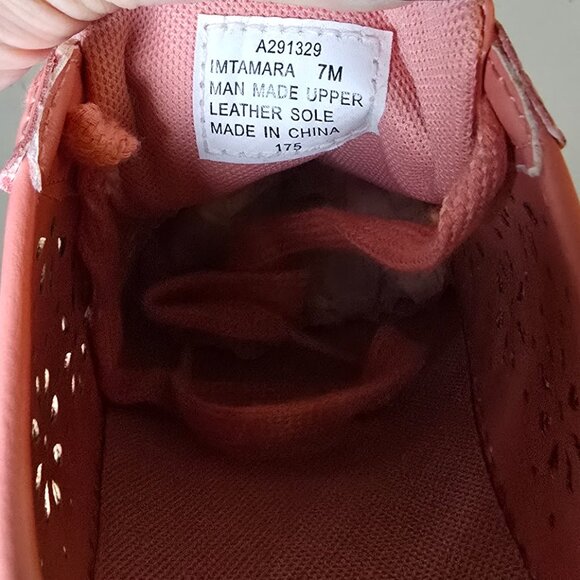 A291329
IMTAMARA 7M
MAN MADE UPPER
LEATHER SOLE
MADE IN CHINA
175